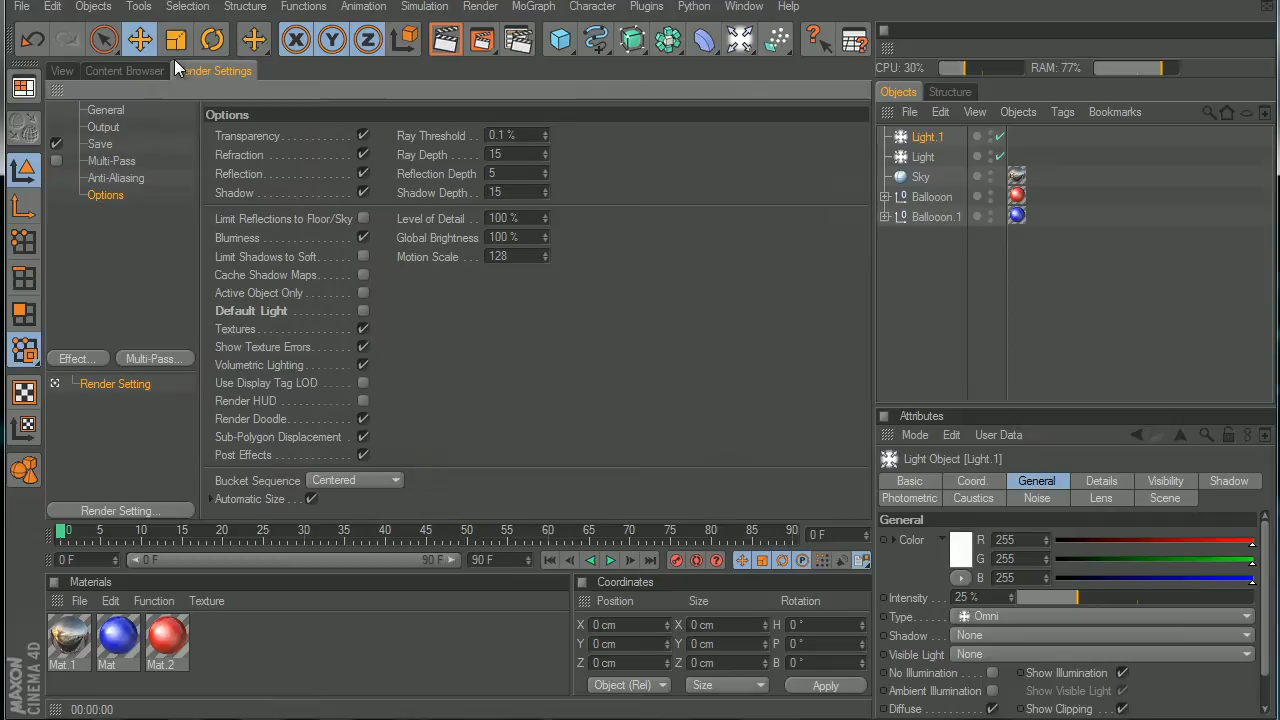 File Edit Objects Tools Selection Structure Functions Animation Simulation Render MoGraph Character Plugins Python Window Help
CPU: 30% RAM: 77%
View Content Browser Render Settings
Objects Structure
File Edit View Objects Tags Bookmarks
General
Output
Save
Multi-Pass
Anti-Aliasing
Options
Effect... Multi-Pass...
Render Setting
Render Setting...
Options
Transparency Ray Threshold 0.1 %
Refraction Ray Depth 15
Reflection Reflection Depth 5
Shadow Shadow Depth 15
Limit Reflections to Floor/Sky Level of Detail 100 %
Blurriness Global Brightness 100 %
Limit Shadows to Soft Motion Scale 128
Cache Shadow Maps
Active Object Only
Default Light
Textures
Show Texture Errors
Volumetric Lighting
Use Display Tag LOD
Render HUD
Render Doodle
Sub-Polygon Displacement
Post Effects
Bucket Sequence Centered
Automatic Size
Light.1
Light
Sky
Ballooon
Ballooon.1
Attributes
Mode Edit User Data
Light Object [Light.1]
Basic Coord. General Details Visibility Shadow
Photometric Caustics Noise Lens Scene
General
Color R 255
G 255
B 255
Intensity 25 %
Type Omni
Shadow None
Visible Light None
No Illumination Show Illumination
Ambient Illumination Show Visible Light
Diffuse Show Clipping
0 5 10 15 20 25 30 35 40 45 50 55 60 65 70 75 80 85 90 0 F
0 F 0 F 90 F 90 F
Materials
File Edit Function Texture
Mat.1 Mat Mat.2
Coordinates
Position Size Rotation
X 0 cm X 0 cm H 0 °
Y 0 cm Y 0 cm P 0 °
Z 0 cm Z 0 cm B 0 °
Object (Rel) Size Apply
MAXON
CINEMA 4D
00:00:00